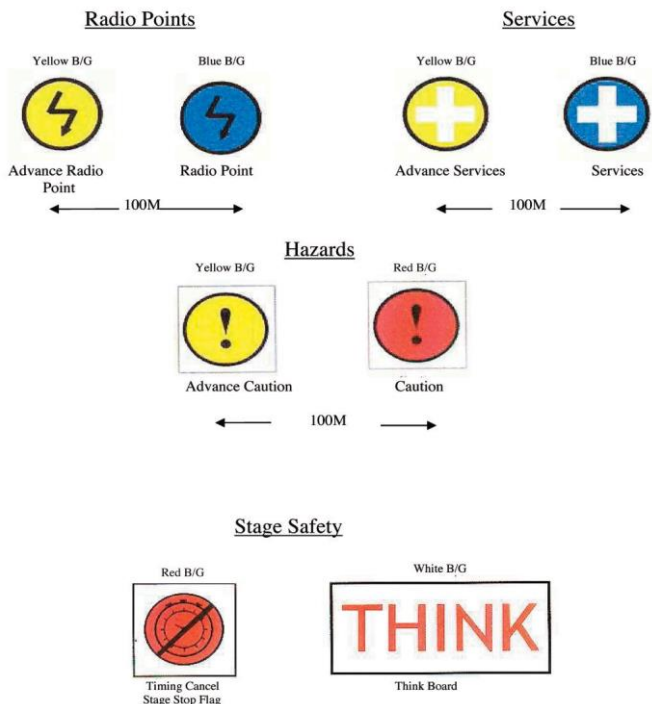 Radio Points
Services
Yellow B/G
Blue B/G
Yellow B/G
Blue B/G
Advance Radio
Point
Radio Point
Advance Services
Services
100M
100M
Hazards
Yellow B/G
Red B/G
!
!
Advance Caution
Caution
100M
Stage Safety
Red B/G
White B/G
THINK
Timing Cancel
Stage Stop Flag
Think Board